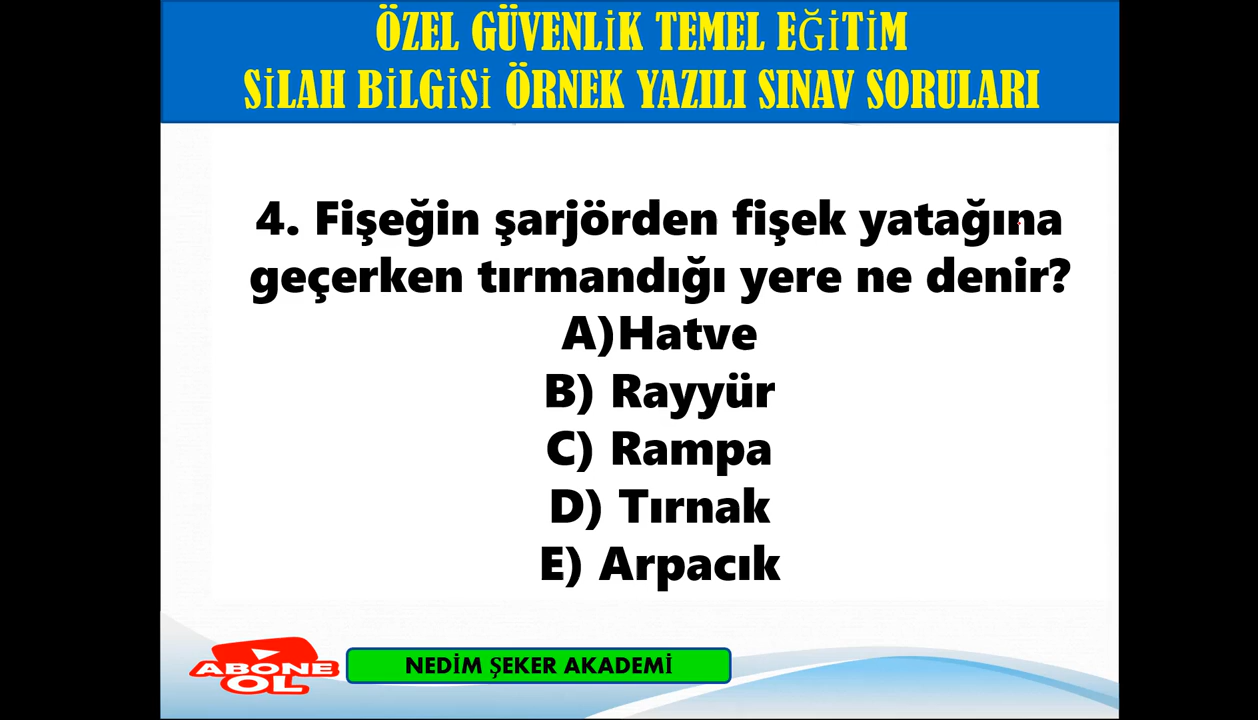 ÖZEL GÜVENLİK TEMEL EĞİTİM
SİLAH BİLGİSİ ÖRNEK YAZILI SINAV SORULARI
4. Fişeğin şarjörden fişek yatağına
geçerken tırmandığı yere ne denir?
A)Hatve
B) Rayyür
C) Rampa
D) Tırnak
E) Arpacık
ABONE
OL
NEDİM ŞEKER AKADEMİ